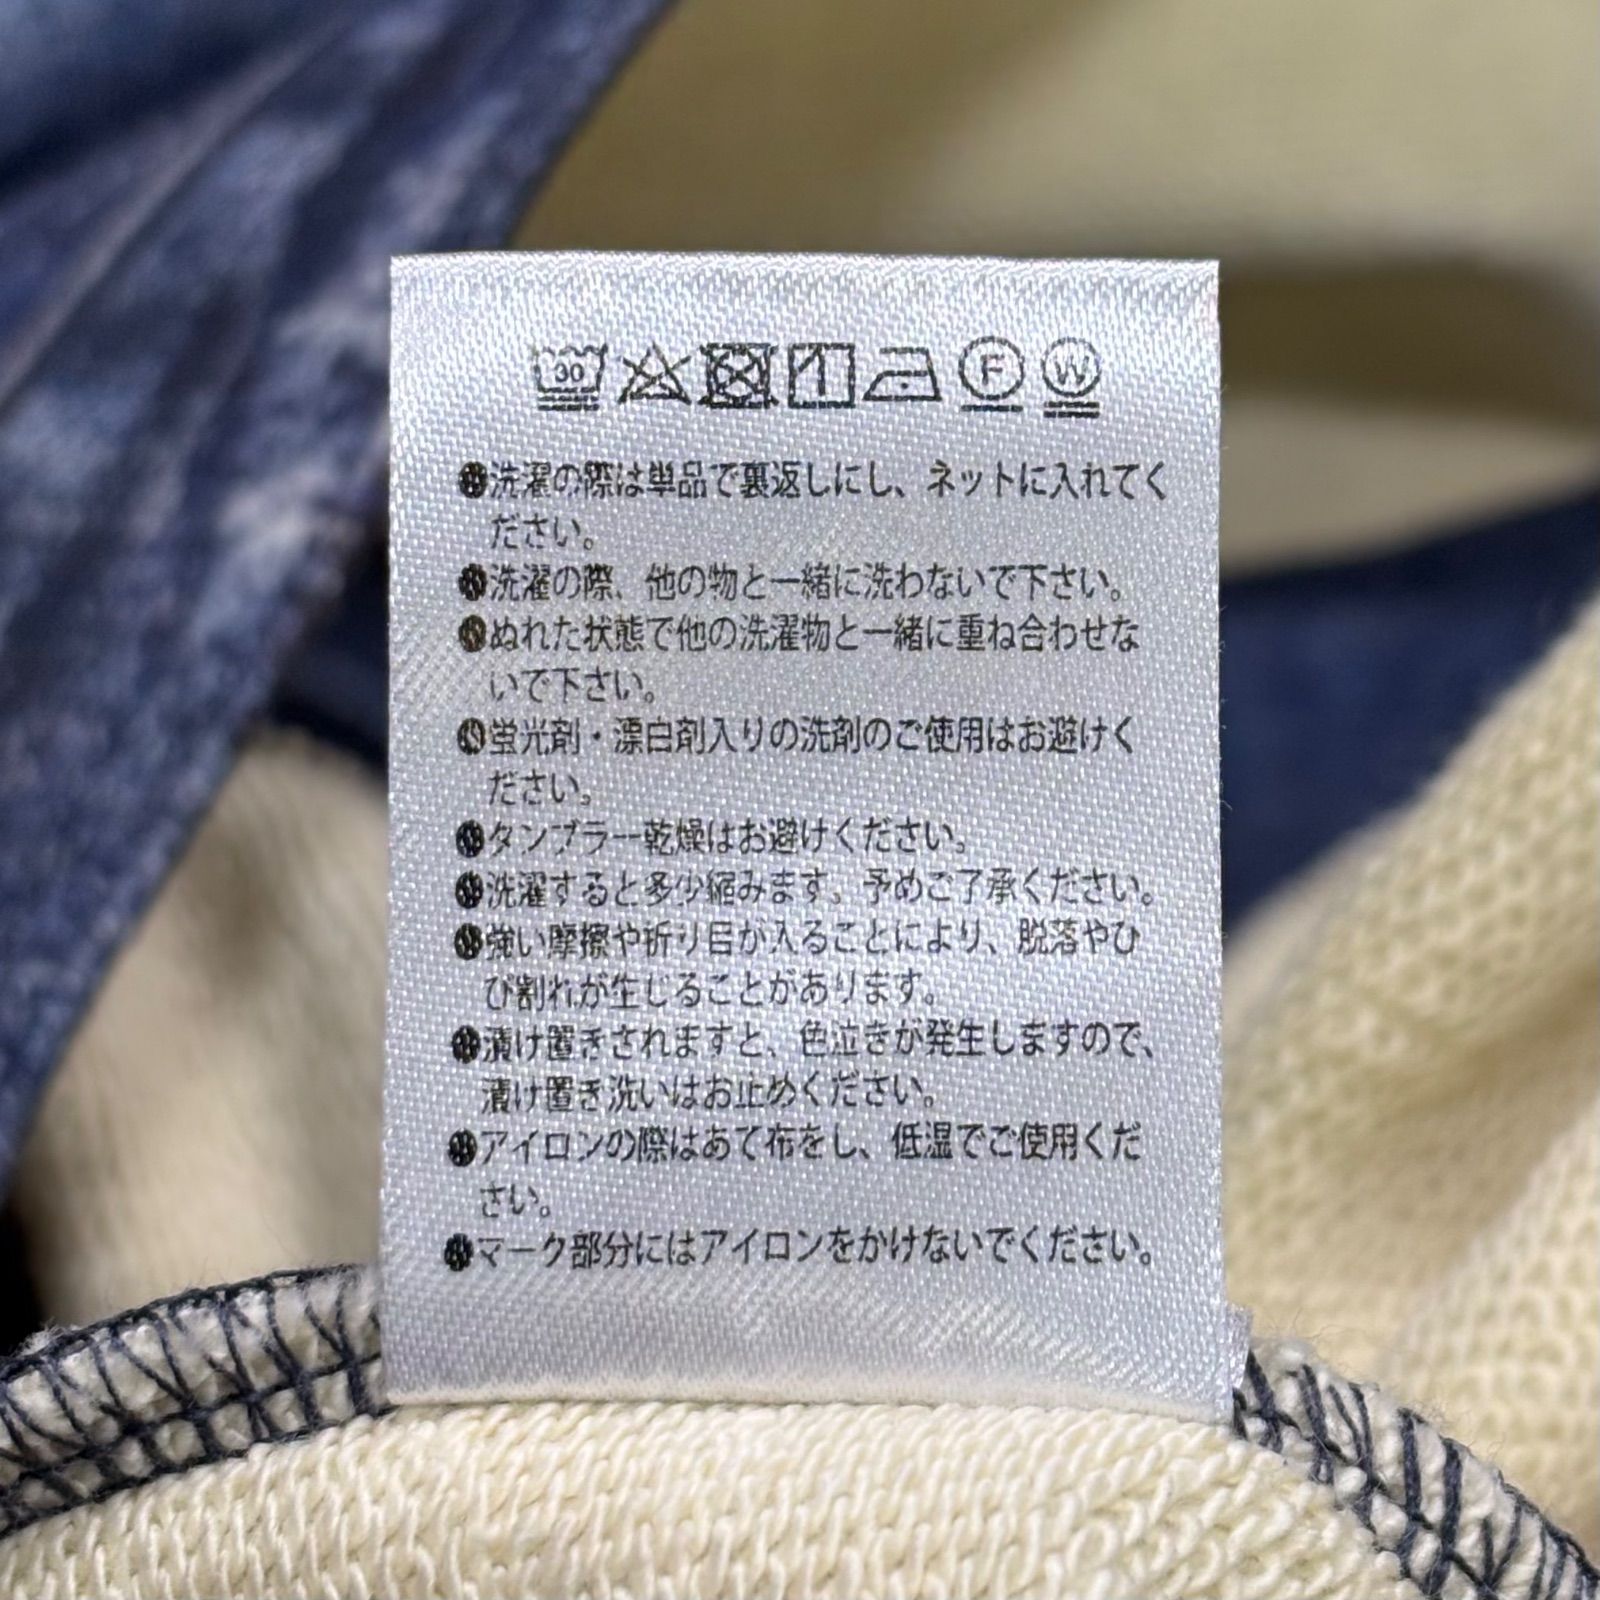 30 F W
●洗濯の際は単品で裏返しにし、ネットに入れてく
ださい。
●洗濯の際、他の物と一緒に洗わないで下さい。
●ぬれた状態で他の洗濯物と一緒に重ね合わせな
いで下さい。
●蛍光剤・漂白剤入りの洗剤のご使用はお避けく
ださい。
●タンブラー乾燥はお避けください。
●洗濯すると多少縮みます。予めご了承ください。
●強い摩擦や折り目が入ることにより、脱落やひ
び割れが生じることがあります。
●漬け置きされますと、色泣きが発生しますので、
漬け置き洗いはお止めください。
●アイロンの際はあて布をし、低温でご使用くだ
さい。
●マーク部分にはアイロンをかけないでください。